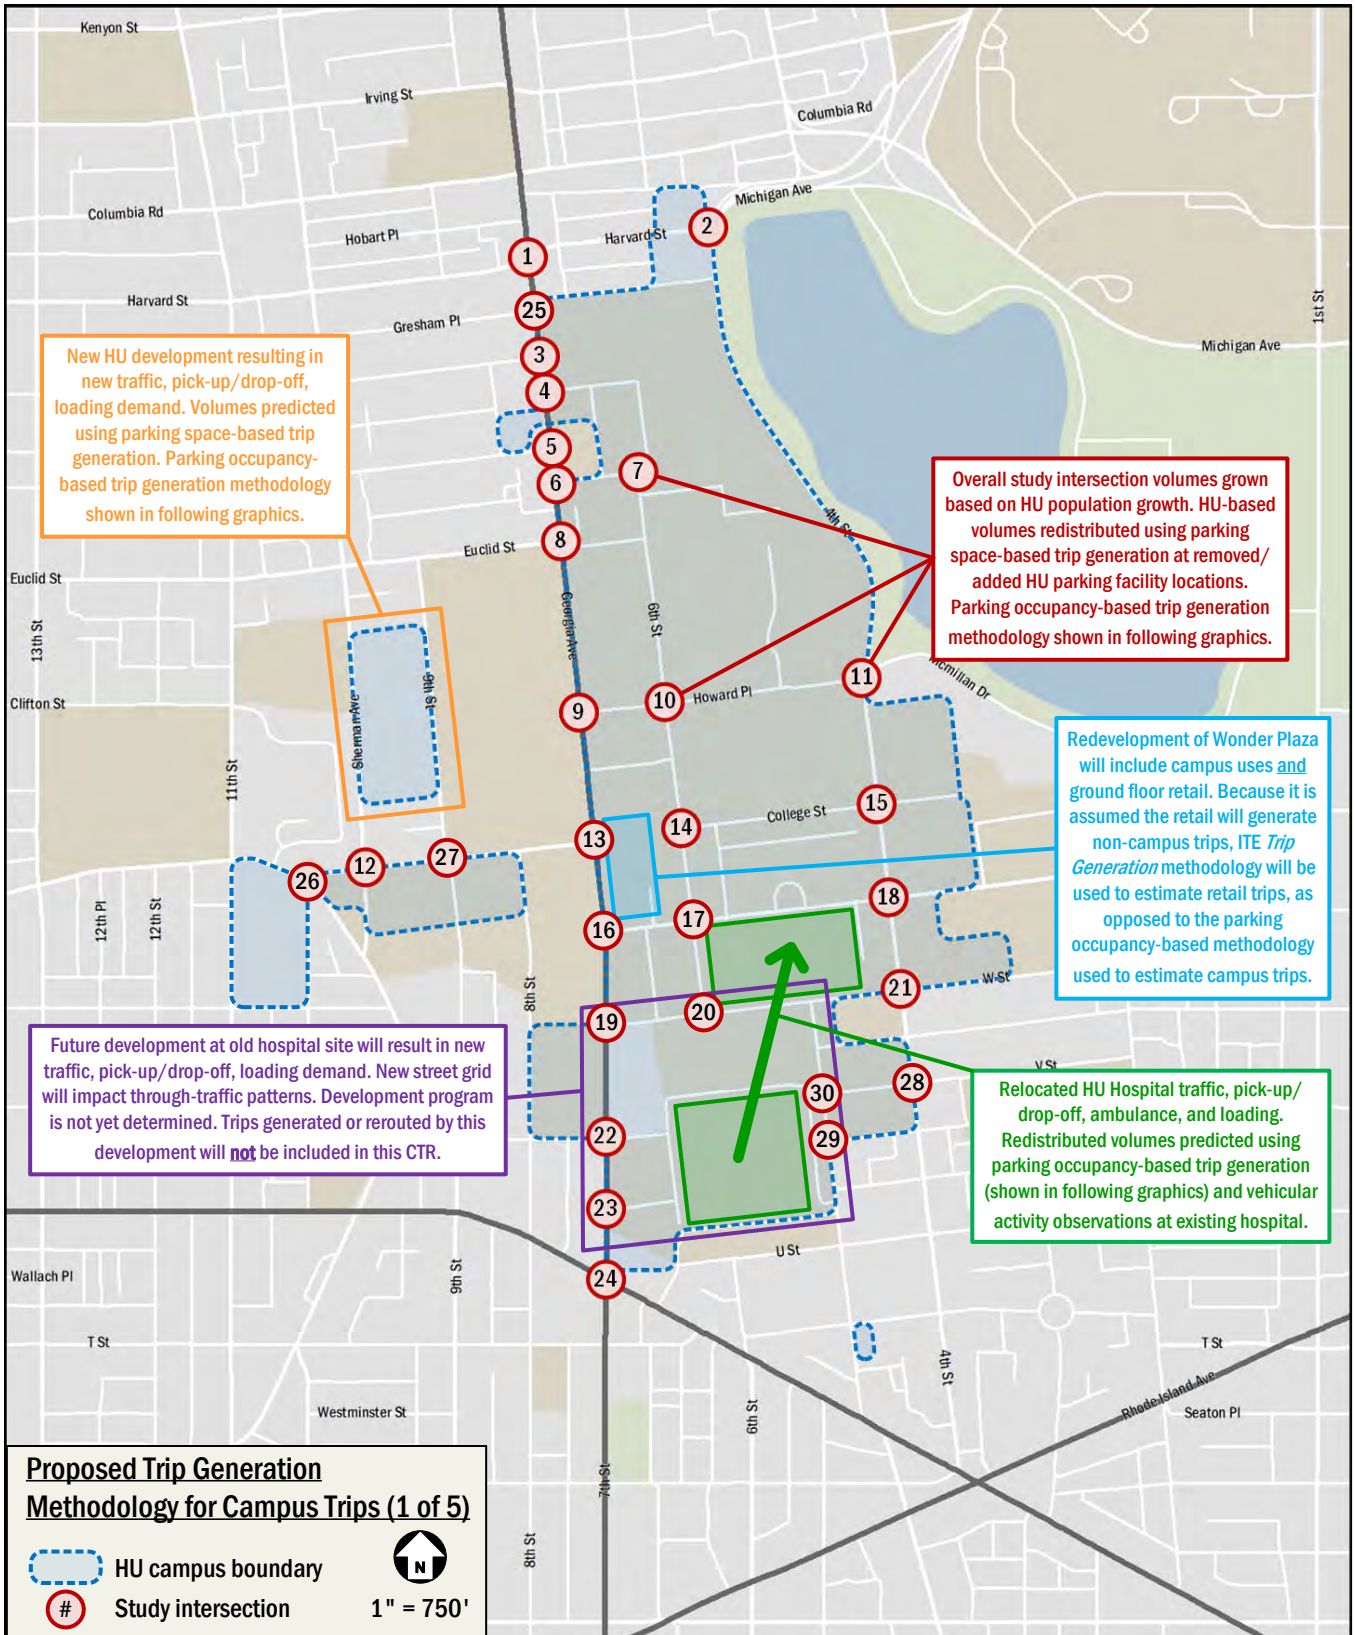 Kenyon St
Irving St
Columbia Rd
Michigan Ave
Columbia Rd
Hobart Pl
Harvard St
2
1
Harvard St
25
Gresham Pl
1st St
Michigan Ave
3
4
5
6
7
8
4th St
Euclid St
Euclid St
New HU development resulting in
new traffic, pick-up/drop-off,
loading demand. Volumes predicted
using parking space-based trip
generation. Parking occupancy-
based trip generation methodology
shown in following graphics.
Overall study intersection volumes grown
based on HU population growth. HU-based
volumes redistributed using parking
space-based trip generation at removed/
added HU parking facility locations.
Parking occupancy-based trip generation
methodology shown in following graphics.
13th St
Georgia Ave
6th St
Mcmillan Dr
11
10
Howard Pl
9
Clifton St
Sherman Ave
9th St
11th St
Redevelopment of Wonder Plaza
will include campus uses and
ground floor retail. Because it is
assumed the retail will generate
non-campus trips, ITE Trip
Generation methodology will be
used to estimate retail trips, as
opposed to the parking
occupancy-based methodology
used to estimate campus trips.
15
College St
14
13
27
12
26
18
17
16
12th Pl
12th St
8th St
W St
21
20
19
Future development at old hospital site will result in new
traffic, pick-up/drop-off, loading demand. New street grid
will impact through-traffic patterns. Development program
is not yet determined. Trips generated or rerouted by this
development will not be included in this CTR.
V St
28
30
29
22
23
24
Relocated HU Hospital traffic, pick-up/
drop-off, ambulance, and loading.
Redistributed volumes predicted using
parking occupancy-based trip generation
(shown in following graphics) and vehicular
activity observations at existing hospital.
U St
Wallach Pl
9th St
T St
T St
4th St
Rhode Island Ave
Seaton Pl
Westminster St
6th St
7th St
8th St
Proposed Trip Generation
Methodology for Campus Trips (1 of 5)
HU campus boundary
N
# Study intersection
1" = 750'